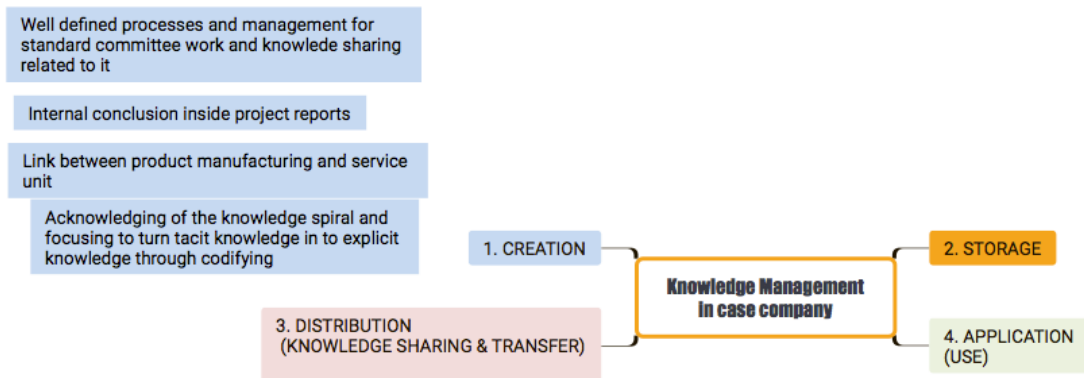 Well defined processes and management for
standard committee work and knowlede sharing
related to it
Internal conclusion inside project reports
Link between product manufacturing and service
unit
Acknowledging of the knowledge spiral and
focusing to turn tacit knowledge in to explicit
knowledge through codifying
1. CREATION
2. STORAGE
Knowledge Management
in case company
3. DISTRIBUTION
(KNOWLEDGE SHARING & TRANSFER)
4. APPLICATION
(USE)